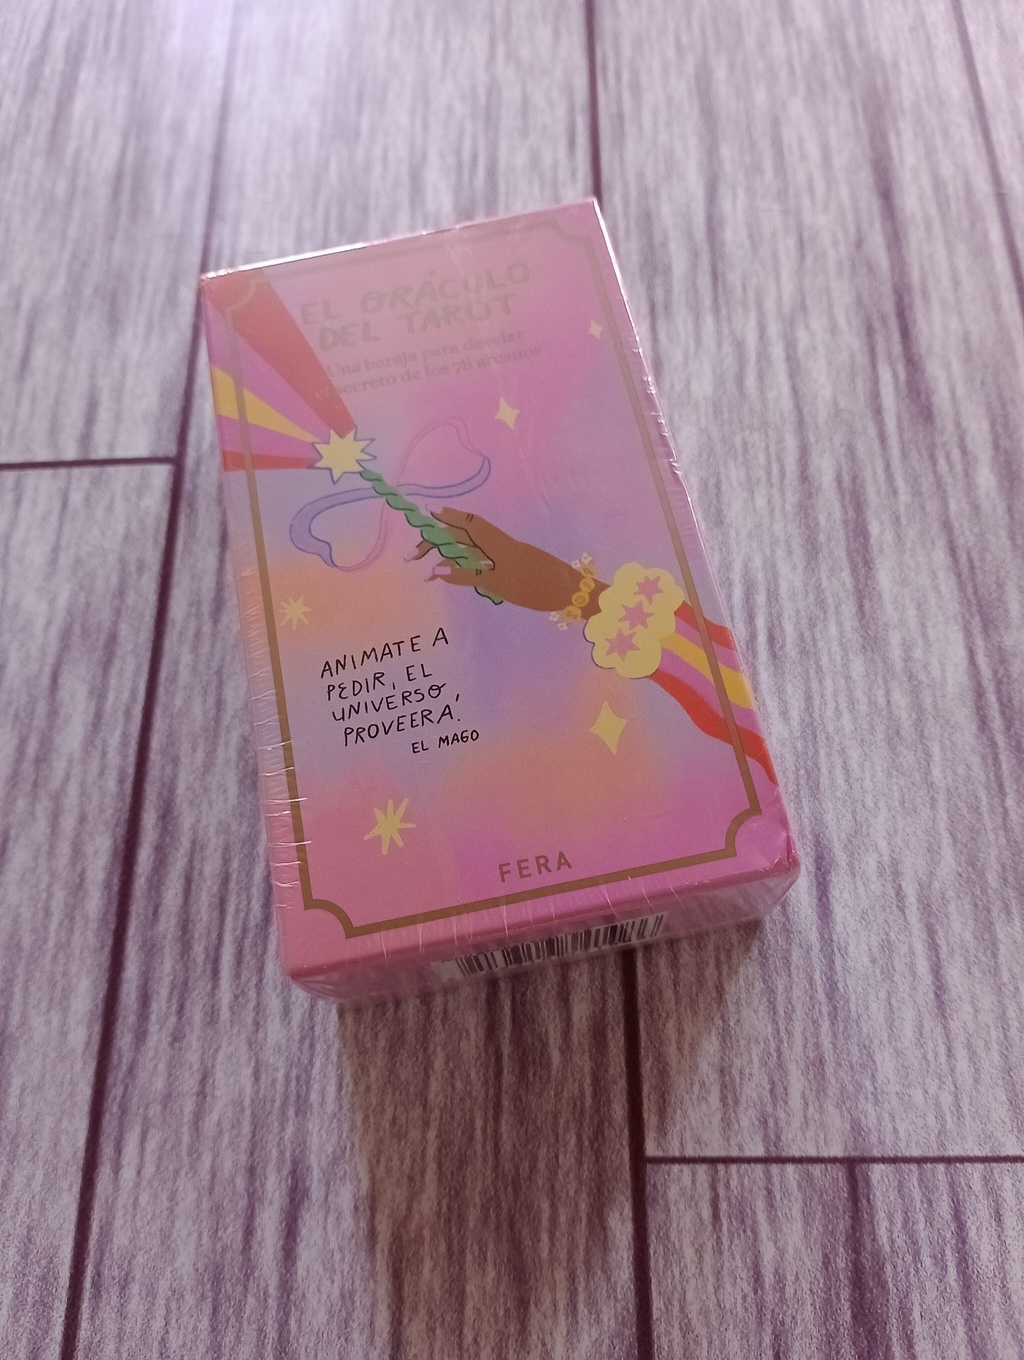 EL ORÁCULO
DEL TAROT
Una baraja para develar
el secreto de los 78 arcanos
ANIMATE A
PEDIR, EL
UNIVERSO,
PROVEERÁ.
EL MAGO
FERA